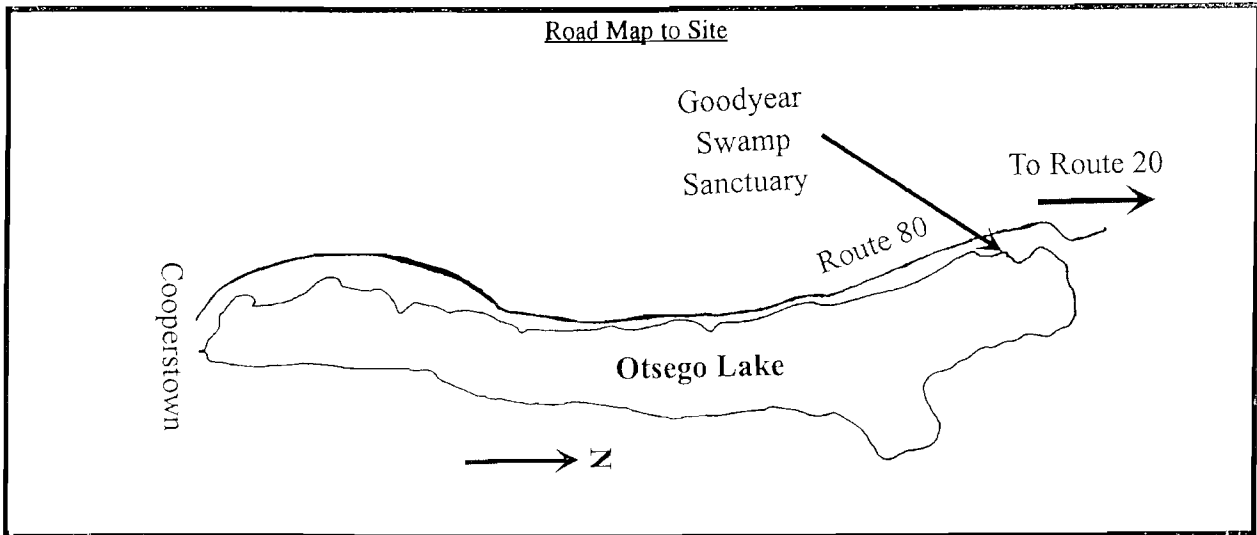 Road Map to Site
Goodyear
Swamp
Sanctuary
To Route 20
Route 80
Cooperstown
Otsego Lake
N